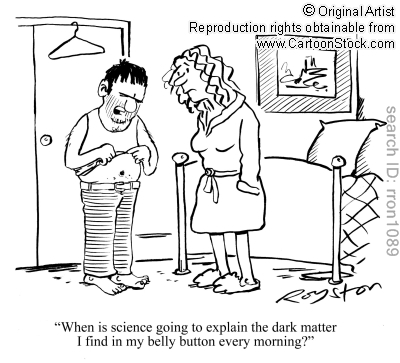 © Original Artist
Reproduction rights obtainable from
www.CartoonStock.com
search ID: rron1089
Royston
"When is science going to explain the dark matter
I find in my belly button every morning?"